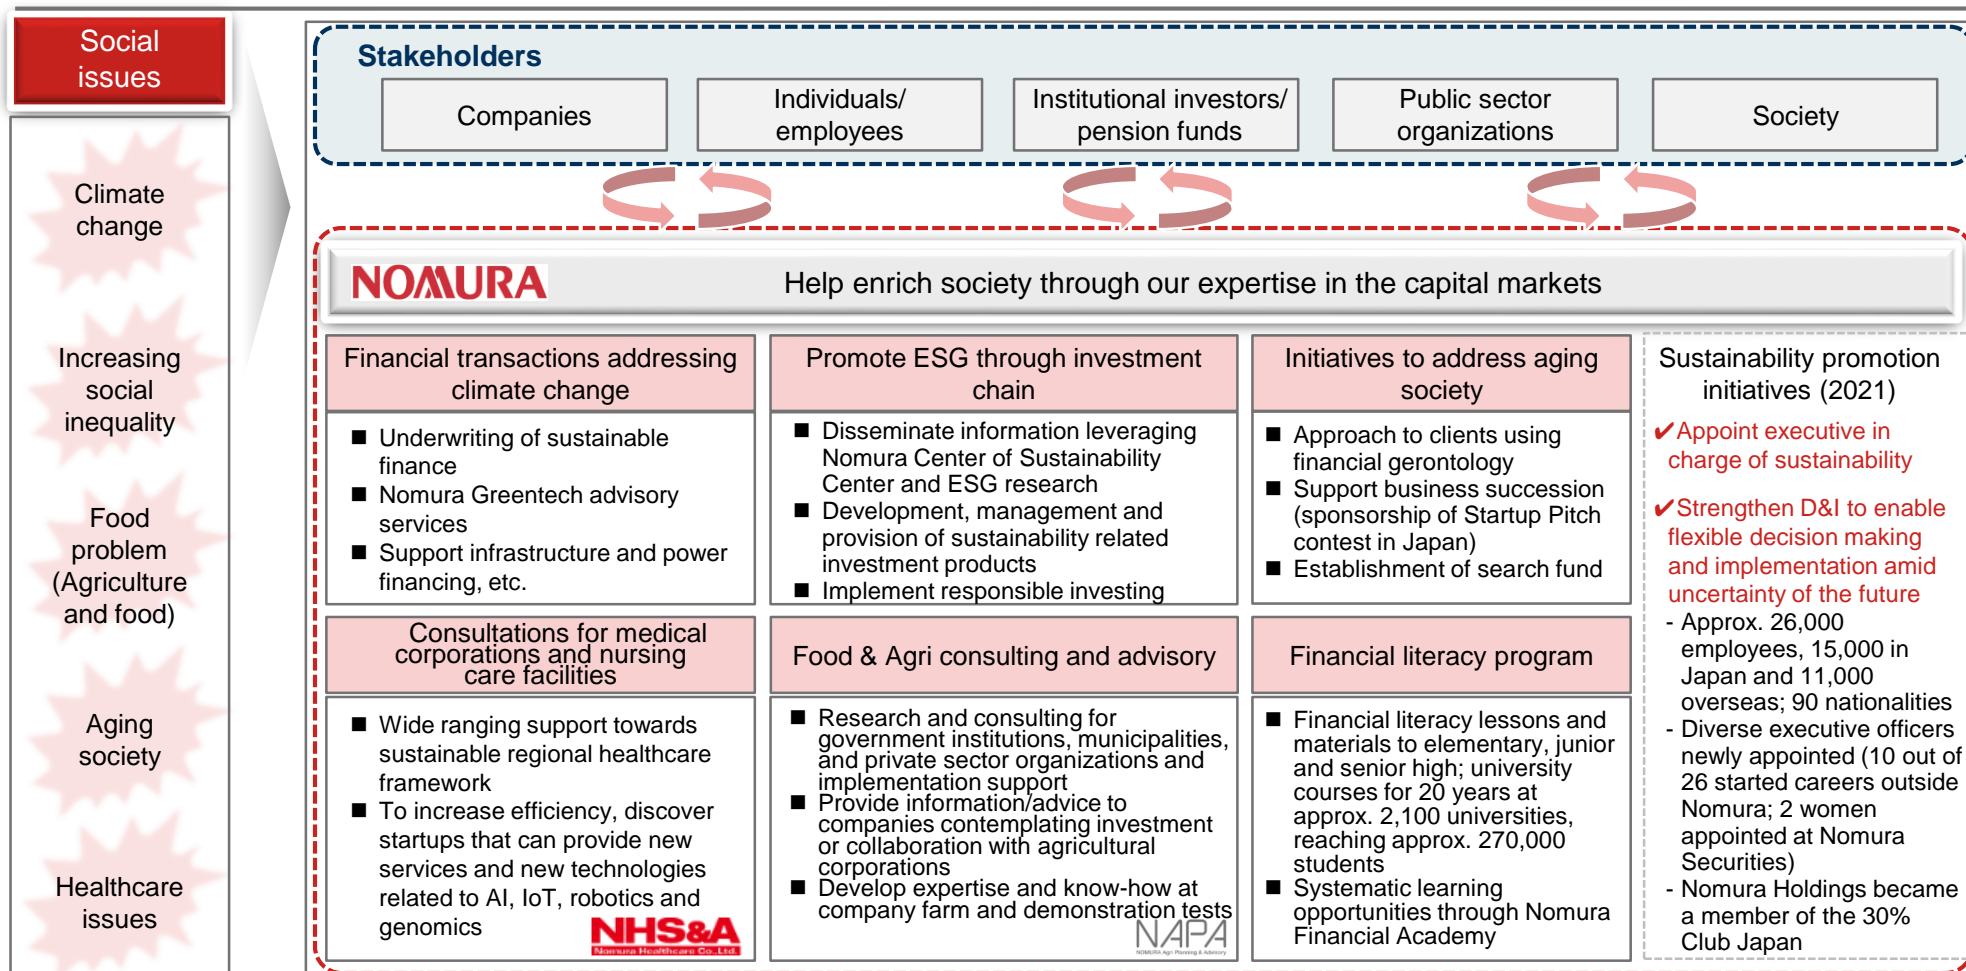 Social
issues
Climate
change
Increasing
social
inequality
Food
problem
(Agriculture
and food)
Aging
society
Healthcare
issues
Stakeholders
Companies
Individuals/
employees
Institutional investors/
pension funds
Public sector
organizations
Society
NOMURA
Help enrich society through our expertise in the capital markets
Financial transactions addressing
climate change
■ Underwriting of sustainable
finance
■ Nomura Greentech advisory
services
■ Support infrastructure and power
financing, etc.
Promote ESG through investment
chain
■ Disseminate information leveraging
Nomura Center of Sustainability
Center and ESG research
■ Development, management and
provision of sustainability related
investment products
■ Implement responsible investing
Initiatives to address aging
society
■ Approach to clients using
financial gerontology
■ Support business succession
(sponsorship of Startup Pitch
contest in Japan)
■ Establishment of search fund
Consultations for medical
corporations and nursing
care facilities
■ Wide ranging support towards
sustainable regional healthcare
framework
■ To increase efficiency, discover
startups that can provide new
services and new technologies
related to AI, IoT, robotics and
genomics
NHS&A
Nomura Healthcare Co.,Ltd.
Food & Agri consulting and advisory
■ Research and consulting for
government institutions, municipalities,
and private sector organizations and
implementation support
■ Provide information/advice to
companies contemplating investment
or collaboration with agricultural
corporations
■ Develop expertise and know-how at
company farm and demonstration tests
NAPA
NOMURA Agri Planning & Advisory
Financial literacy program
■ Financial literacy lessons and
materials to elementary, junior
and senior high; university
courses for 20 years at
approx. 2,100 universities,
reaching approx. 270,000
students
■ Systematic learning
opportunities through Nomura
Financial Academy
Sustainability promotion
initiatives (2021)
✔Appoint executive in
charge of sustainability
✔Strengthen D&I to enable
flexible decision making
and implementation amid
uncertainty of the future
- Approx. 26,000
employees, 15,000 in
Japan and 11,000
overseas; 90 nationalities
- Diverse executive officers
newly appointed (10 out of
26 started careers outside
Nomura; 2 women
appointed at Nomura
Securities)
- Nomura Holdings became
a member of the 30%
Club Japan